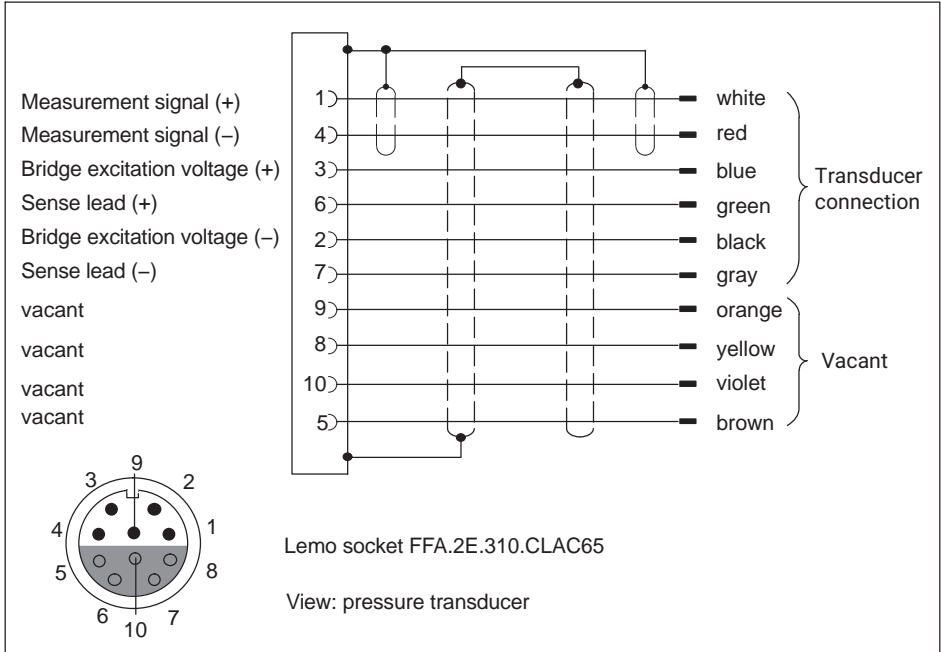 Measurement signal (+)
1
white
Measurement signal (−)
4
red
Bridge excitation voltage (+)
3
blue
Sense lead (+)
6
green
Bridge excitation voltage (−)
2
black
Sense lead (−)
7
gray
Transducer
connection
vacant
9
orange
vacant
8
yellow
vacant
10
violet
vacant
5
brown
Vacant
9
3
2
4
1
5
8
6
7
10
Lemo socket FFA.2E.310.CLAC65
View: pressure transducer